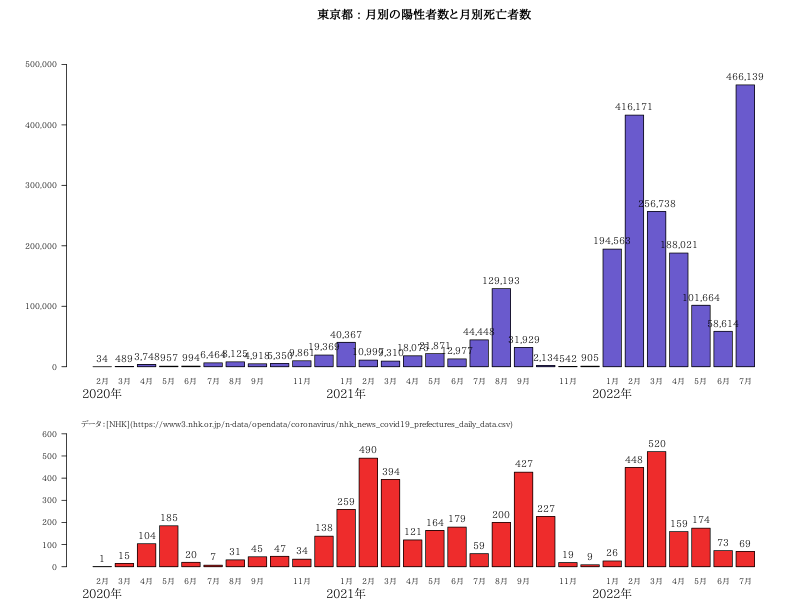 東京都：月別の陽性者数と月別死亡者数
500,000
400,000
300,000
200,000
100,000
0
34 489 3,748 957 994 6,464 8,125 4,918 5,350 9,861 19,369 40,367 10,997 9,310 18,075 21,871 12,977 44,448 129,193 31,929 2,134 542 905 194,563 416,171 256,738 188,021 101,664 58,614 466,139
2月 3月 4月 5月 6月 7月 8月 9月 11月 1月 2月 3月 4月 5月 6月 7月 8月 9月 11月 1月 2月 3月 4月 5月 6月 7月
2020年 2021年 2022年
データ：[NHK](https://www3.nhk.or.jp/n-data/opendata/coronavirus/nhk_news_covid19_prefectures_daily_data.csv)
600
500
400
300
200
100
0
1 15 104 185 20 7 31 45 47 34 138 259 490 394 121 164 179 59 200 427 227 19 9 26 448 520 159 174 73 69
2月 3月 4月 5月 6月 7月 8月 9月 11月 1月 2月 3月 4月 5月 6月 7月 8月 9月 11月 1月 2月 3月 4月 5月 6月 7月
2020年 2021年 2022年